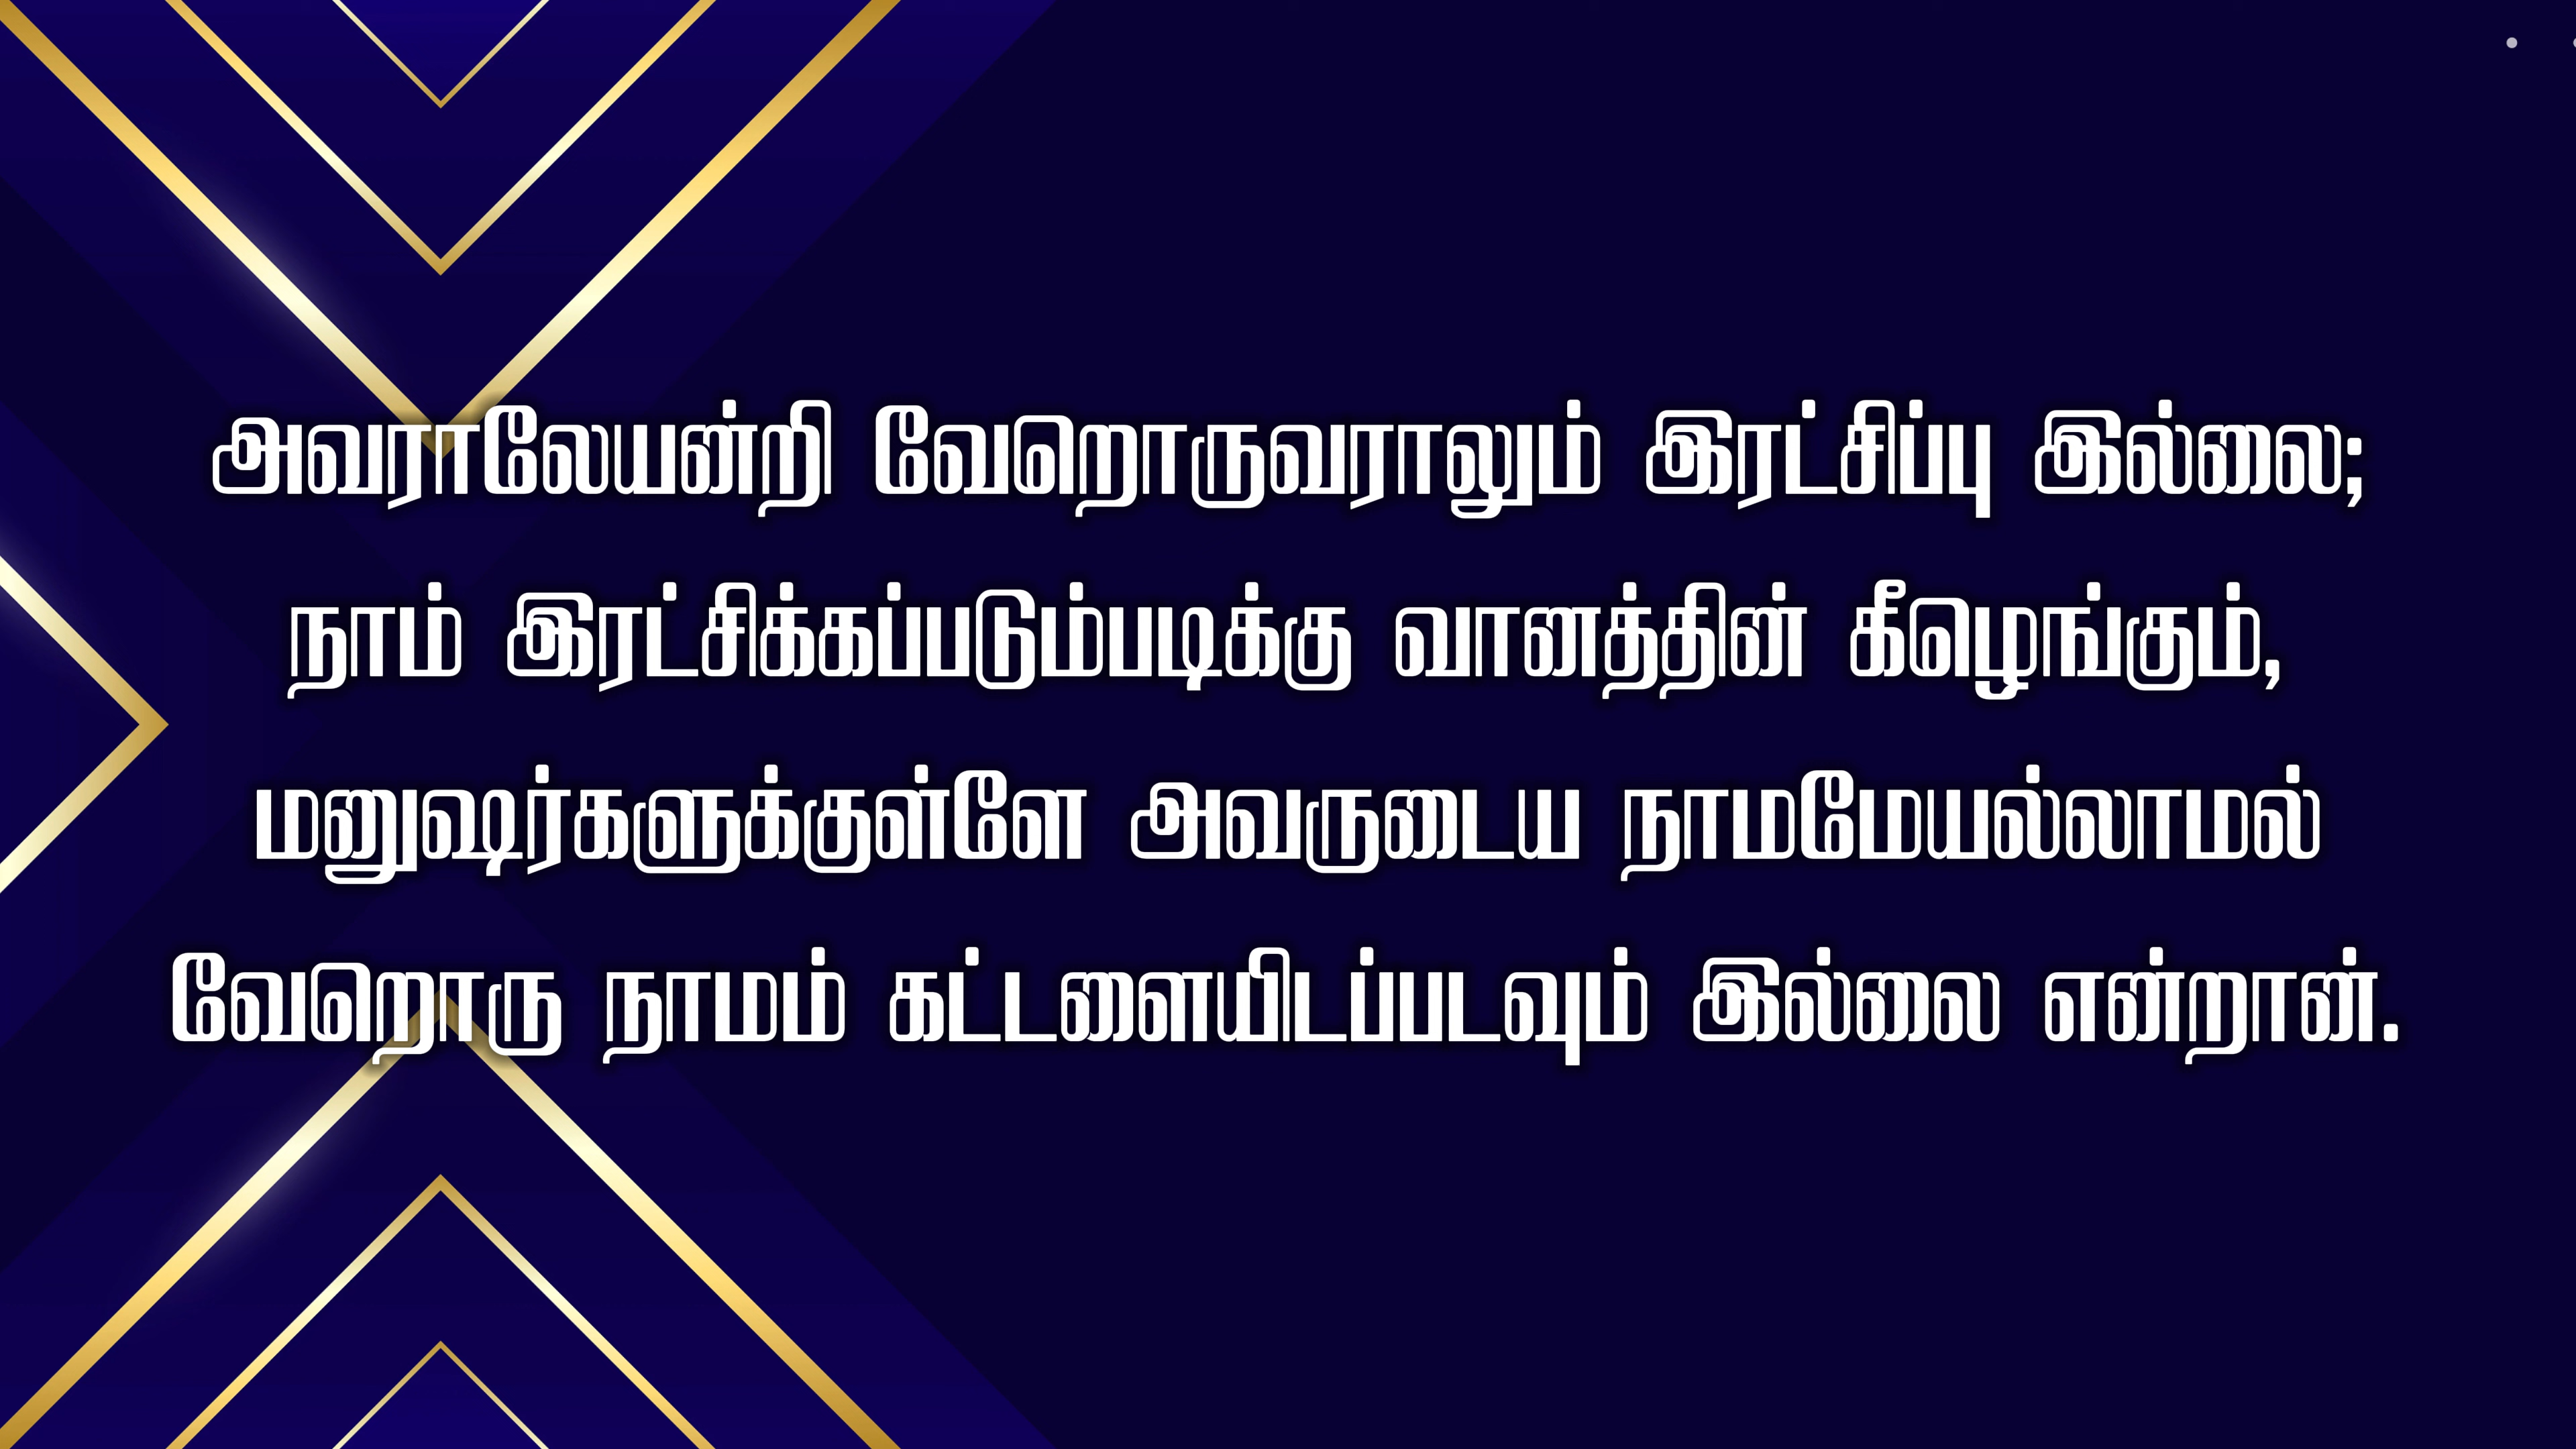 அவராலேயன்றி வேறொருவராலும் இரட்சிப்பு இல்லை;
நாம் இரட்சிக்கப்படும்படிக்கு வானத்தின் கீழெங்கும்,
மனுஷர்களுக்குள்ளே அவருடைய நாமமேயல்லாமல்
வேறொரு நாமம் கட்டளையிடப்படவும் இல்லை என்றான்.